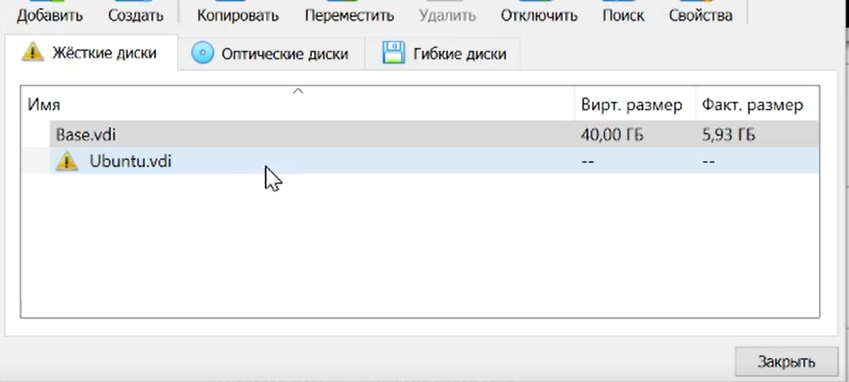 Добавить Создать Копировать Переместить Удалить Отключить Поиск Свойства
Жёсткие диски Оптические диски Гибкие диски
Имя Вирт. размер Факт. размер
Base.vdi 40,00 ГБ 5,93 ГБ
Ubuntu.vdi -- --
Закрыть